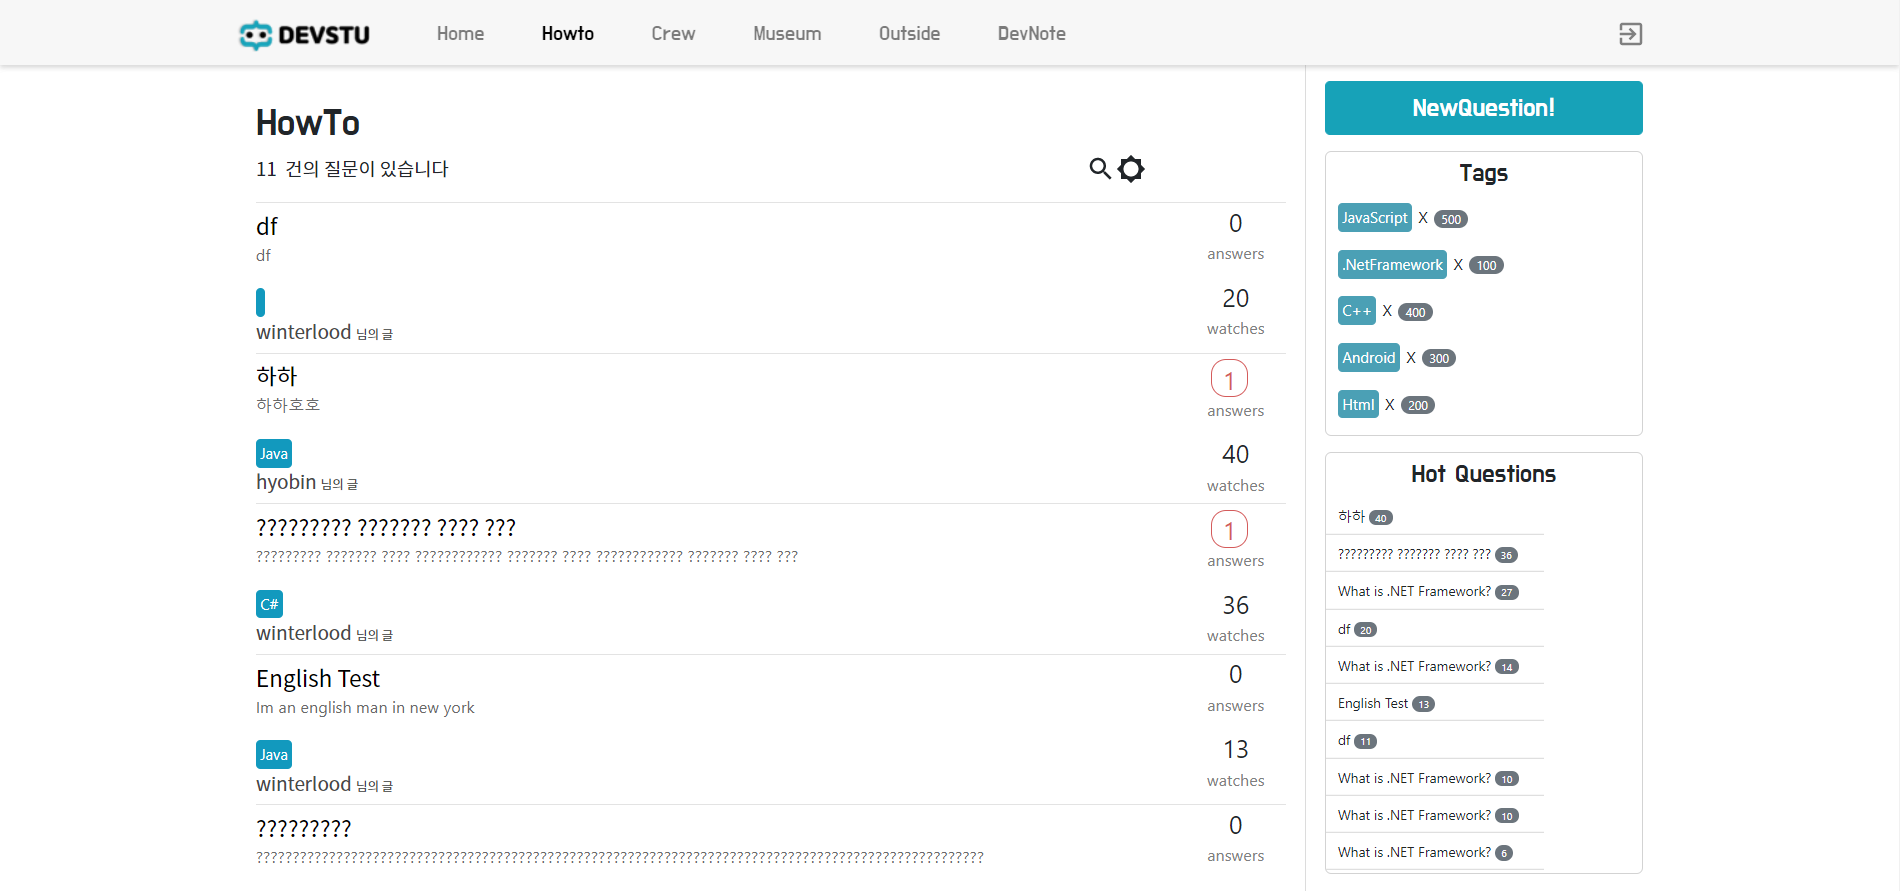 DEVSTU Home Howto Crew Museum Outside DevNote
HowTo
11 건의 질문이 있습니다
df
df
0
answers
20
watches
winterlood 님의 글
하하
하하호호
1
answers
Java
40
watches
hyobin 님의 글
????????? ??????? ???? ???
????????? ??????? ???? ???????????? ??????? ???? ???????????? ??????? ???? ???
1
answers
C#
36
watches
winterlood 님의 글
English Test
Im an english man in new york
0
answers
Java
13
watches
winterlood 님의 글
?????????
????????????????????????????????????????????????????????????????????????????????????????????????????
0
answers
NewQuestion!
Tags
JavaScript X 500
.NetFramework X 100
C++ X 400
Android X 300
Html X 200
Hot Questions
하하 40
????????? ??????? ???? ??? 36
What is .NET Framework? 27
df 20
What is .NET Framework? 14
English Test 13
df 11
What is .NET Framework? 10
What is .NET Framework? 10
What is .NET Framework? 6